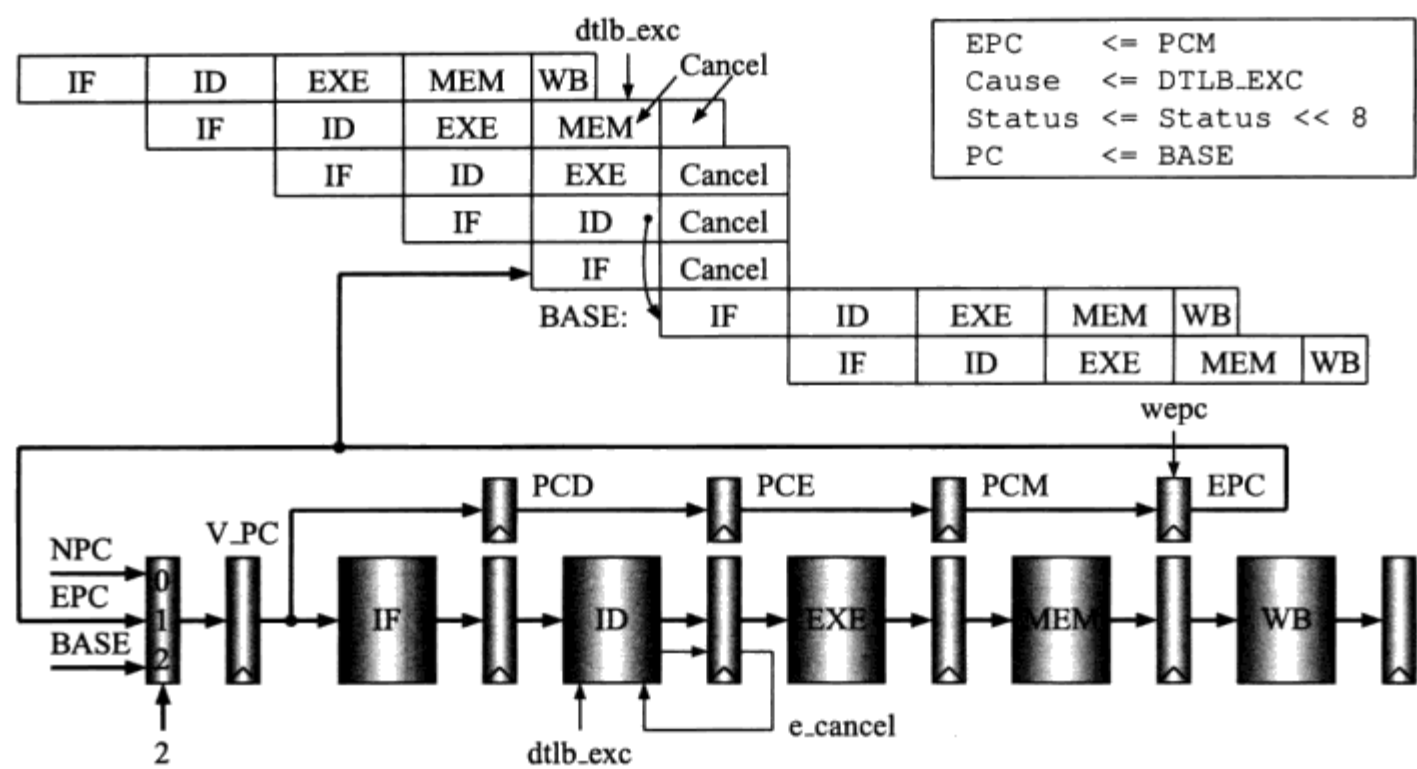 dtlb_exc
IF ID EXE MEM WB Cancel
IF ID EXE MEM
IF ID EXE Cancel
IF ID Cancel
IF Cancel
BASE: IF ID EXE MEM WB
IF ID EXE MEM WB
EPC <= PCM
Cause <= DTLB_EXC
Status <= Status << 8
PC <= BASE
wepc
PCD PCE PCM EPC
V_PC
NPC
EPC
BASE
0
1
2
IF ID EXE MEM WB
2
dtlb_exc
e_cancel